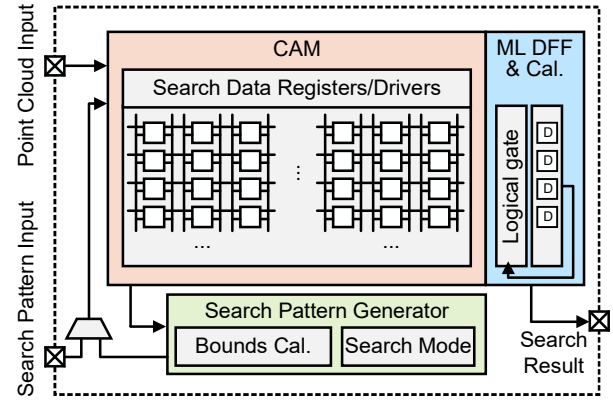 Point Cloud Input
Search Pattern Input
CAM
Search Data Registers/Drivers
...
...
...
ML DFF
& Cal.
Logical gate
D
D
D
D
Search Pattern Generator
Bounds Cal.
Search Mode
Search
Result